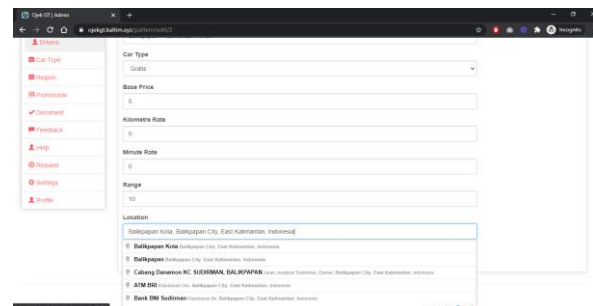 Ojek GT | Admin
ojekgt.kaltim.xyz/pattern/edit/2
Incognito
Drivers
Car Type
Region
Promocode
Document
Feedback
Help
Request
Settings
Profile
Car Type
Gratis
Base Price
0
Kilometre Rate
0
Minute Rate
0
Range
10
Location
Balikpapan Kota, Balikpapan City, East Kalimantan, Indonesia
Balikpapan Kota Balikpapan City, East Kalimantan, Indonesia
Balikpapan Balikpapan City, East Kalimantan, Indonesia
Cabang Danamon KC SUDIRMAN, BALIKPAPAN Jalan Jenderal Sudirman, Damai, Balikpapan City, East Kalimantan, Indonesia
ATM BRI Klandasan Ulu, Balikpapan City, East Kalimantan, Indonesia
Bank BNI Sudirman Klandasan Ilir, Balikpapan City, East Kalimantan, Indonesia